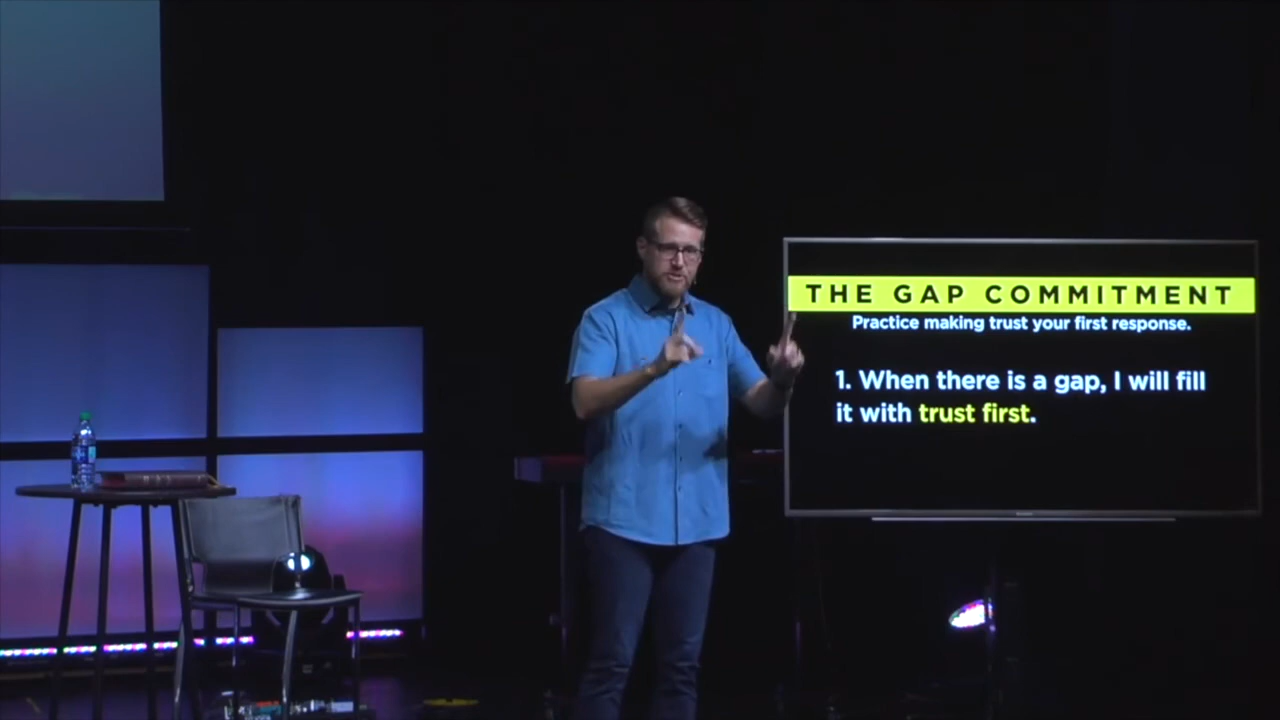 THE GAP COMMITMENT
Practice making trust your first response.
1. When there is a gap, I will fill
it with trust first.